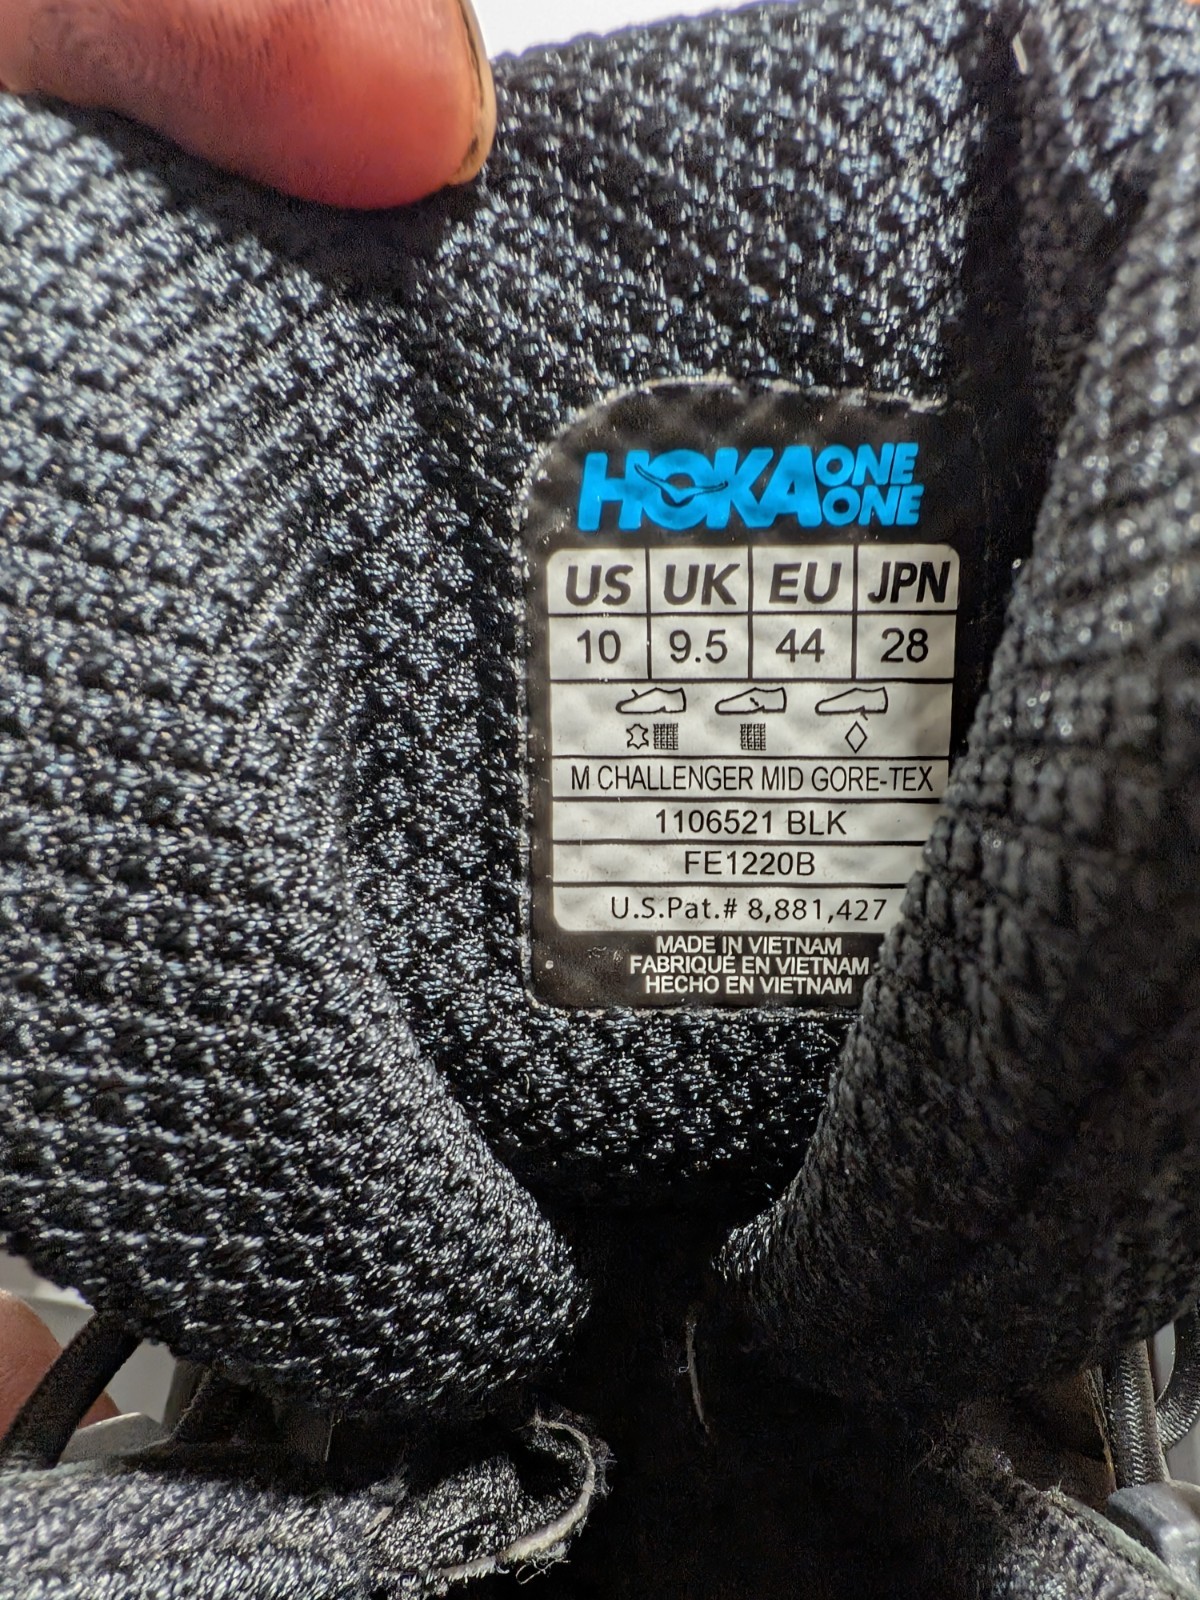 HOKA ONE ONE
US UK EU JPN
10 9.5 44 28
M CHALLENGER MID GORE-TEX
1106521 BLK
FE1220B
U.S.Pat.# 8,881,427
MADE IN VIETNAM
FABRIQUÉ EN VIETNAM
HECHO EN VIETNAM